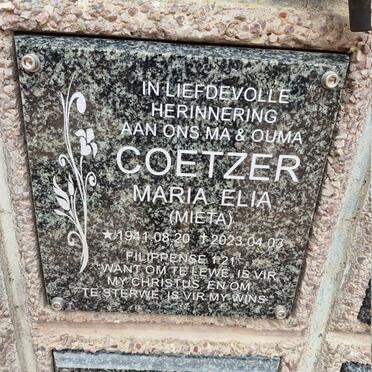 IN LIEFDEVOLLE
HERINNERING
AAN ONS MA & OUMA
COETZER
MARIA ELIA
(MIETA)
★1941.08.20 ✝2023.04.03
FILIPPENSE 1:21
"WANT OM TE LEWE, IS VIR
MY CHRISTUS, EN OM
TE STERWE, IS VIR MY WINS."